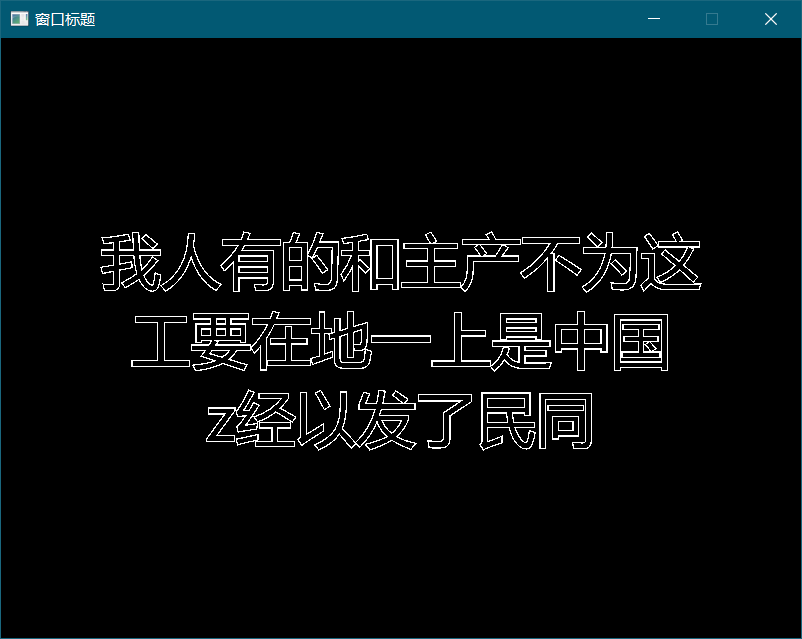 窗口标题
我人有的和主产不为这
工要在地一上是中国
z经以发了民同